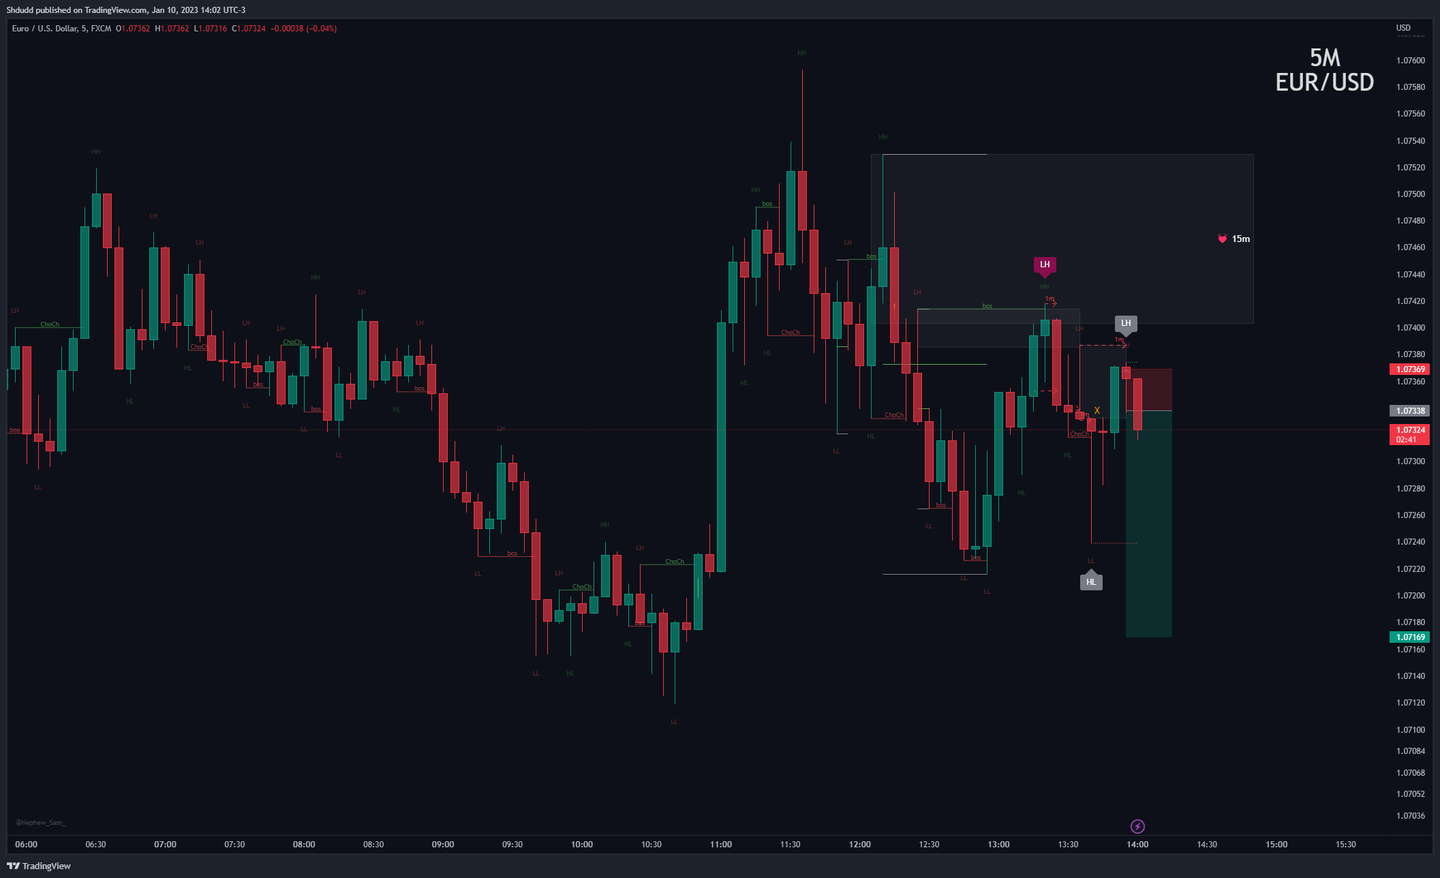 Shdudd published on TradingView.com, Jan 10, 2023 14:02 UTC-3
Euro / U.S. Dollar, 5, FXCM O1.07362 H1.07362 L1.07316 C1.07324 -0.00038 (-0.04%)
USD
5M
EUR/USD
1.07600
1.07580
1.07560
1.07540
1.07520
1.07500
1.07480
1.07460
1.07440
1.07420
1.07400
1.07380
1.07369
1.07360
1.07338
1.07324
02:41
1.07300
1.07280
1.07260
1.07240
1.07220
1.07200
1.07180
1.07169
1.07160
1.07140
1.07120
1.07100
1.07084
1.07068
1.07052
1.07036
HH
HH
HH
LH
HH
bos
LH
LH
bos
15m
LH
HH
HH
LH
LH
bos
1m
LH
ChoCh
LH
LH
ChoCh
LH
LH
1m
ChoCh
ChoCh
HL
HL
HL
bos
LL
bos
bos
X
ChoCh
bos
LL
LL
LH
HL
LL
ChoCh
HL
LL
HL
LL
bos
LL
HH
bos
LH
ChoCh
bos
LL
LH
ChoCh
LL
LL
LL
HL
HL
LL
HL
LL
@Nephew_Sam_
06:00 06:30 07:00 07:30 08:00 08:30 09:00 09:30 10:00 10:30 11:00 11:30 12:00 12:30 13:00 13:30 14:00 14:30 15:00 15:30
TradingView